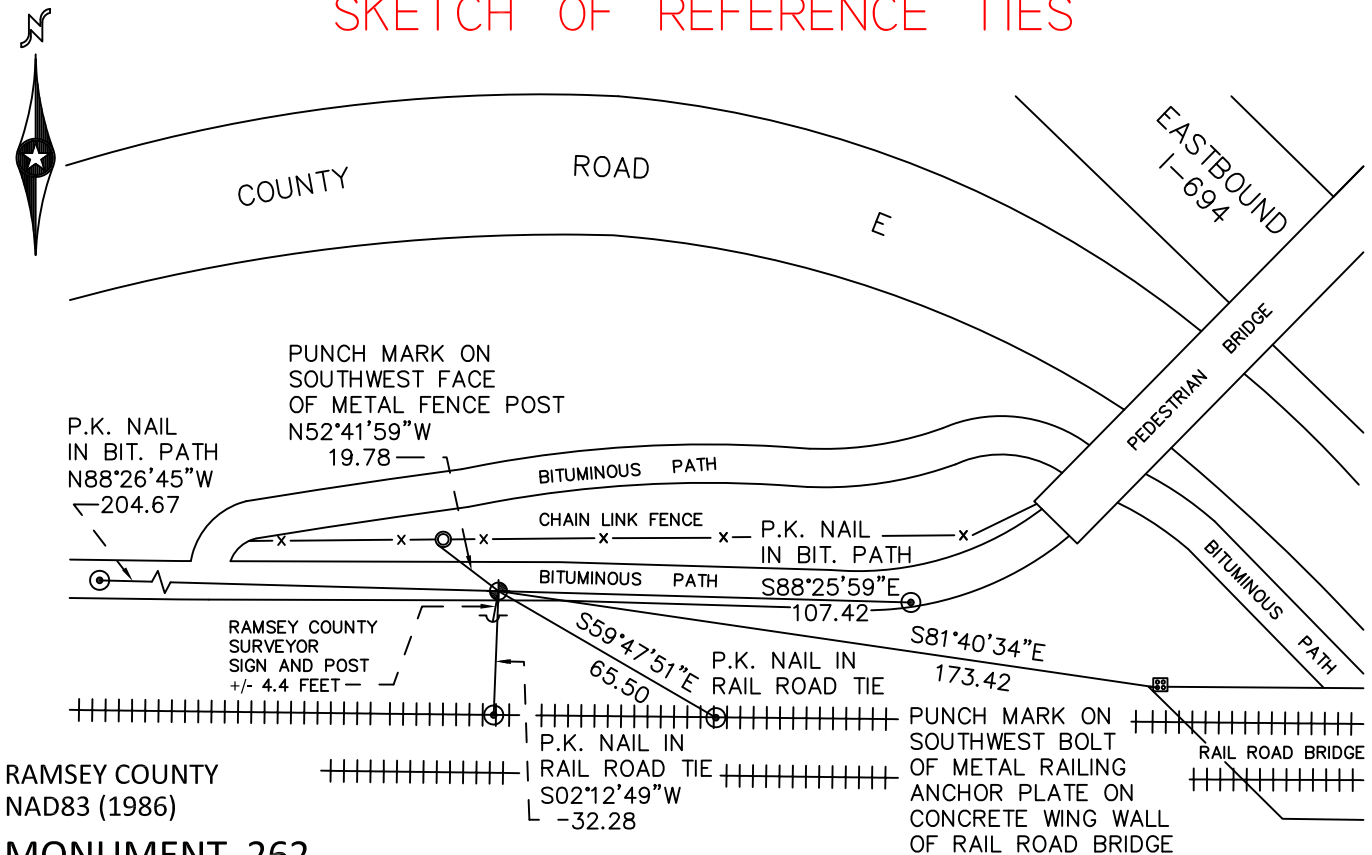 SKETCH OF REFERENCE TIES
N
COUNTY ROAD E
EASTBOUND
I-694
PEDESTRIAN BRIDGE
PUNCH MARK ON
SOUTHWEST FACE
OF METAL FENCE POST
N52°41'59"W
19.78
P.K. NAIL
IN BIT. PATH
N88°26'45"W
204.67
BITUMINOUS PATH
CHAIN LINK FENCE
P.K. NAIL
IN BIT. PATH
S88°25'59"E
107.42
BITUMINOUS PATH
BITUMINOUS PATH
RAMSEY COUNTY
SURVEYOR
SIGN AND POST
+/- 4.4 FEET
S59°47'51"E
65.50
P.K. NAIL IN
RAIL ROAD TIE
S81°40'34"E
173.42
P.K. NAIL IN
RAIL ROAD TIE
S02°12'49"W
32.28
PUNCH MARK ON
SOUTHWEST BOLT
OF METAL RAILING
ANCHOR PLATE ON
CONCRETE WING WALL
OF RAIL ROAD BRIDGE
RAIL ROAD BRIDGE
RAMSEY COUNTY
NAD83 (1986)
MONUMENT 262